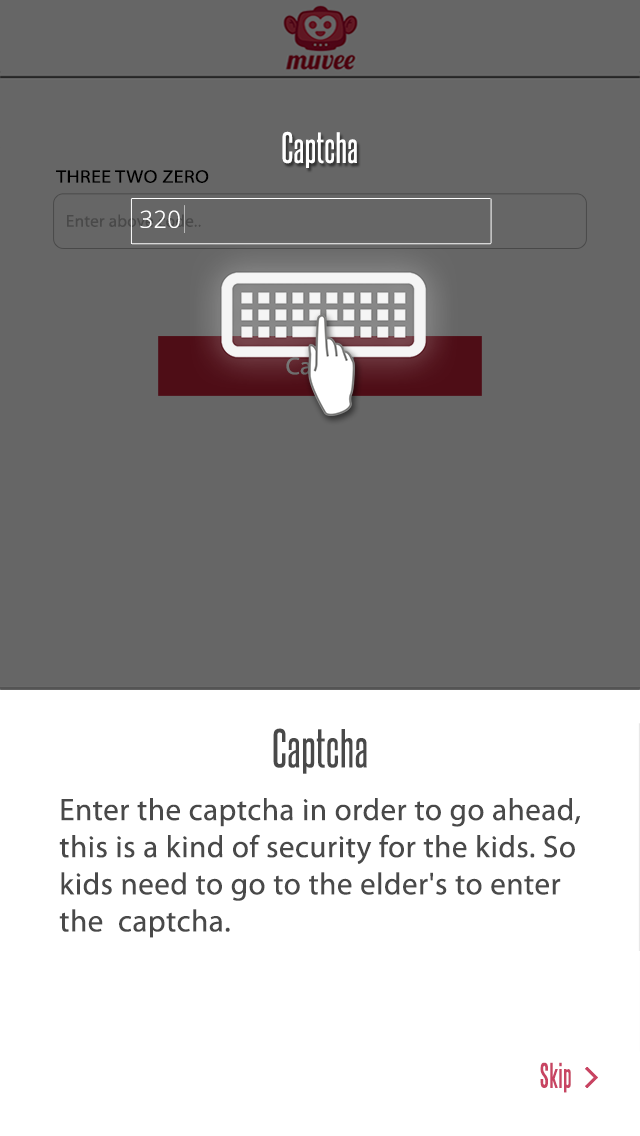 muvee
Captcha
THREE TWO ZERO
Enter abo
320
Ca
Captcha
Enter the captcha in order to go ahead,
this is a kind of security for the kids. So
kids need to go to the elder's to enter
the captcha.
Skip >